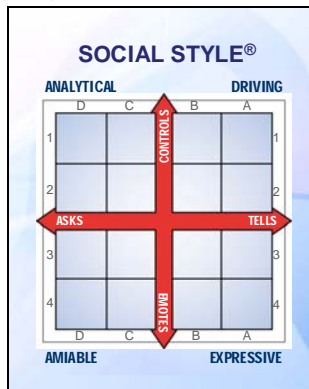 SOCIAL STYLE®
ANALYTICAL DRIVING
D C B A
CONTROLS
1 1
2 2
ASKS TELLS
3 3
4 4
EMOTES
D C B A
AMIABLE EXPRESSIVE